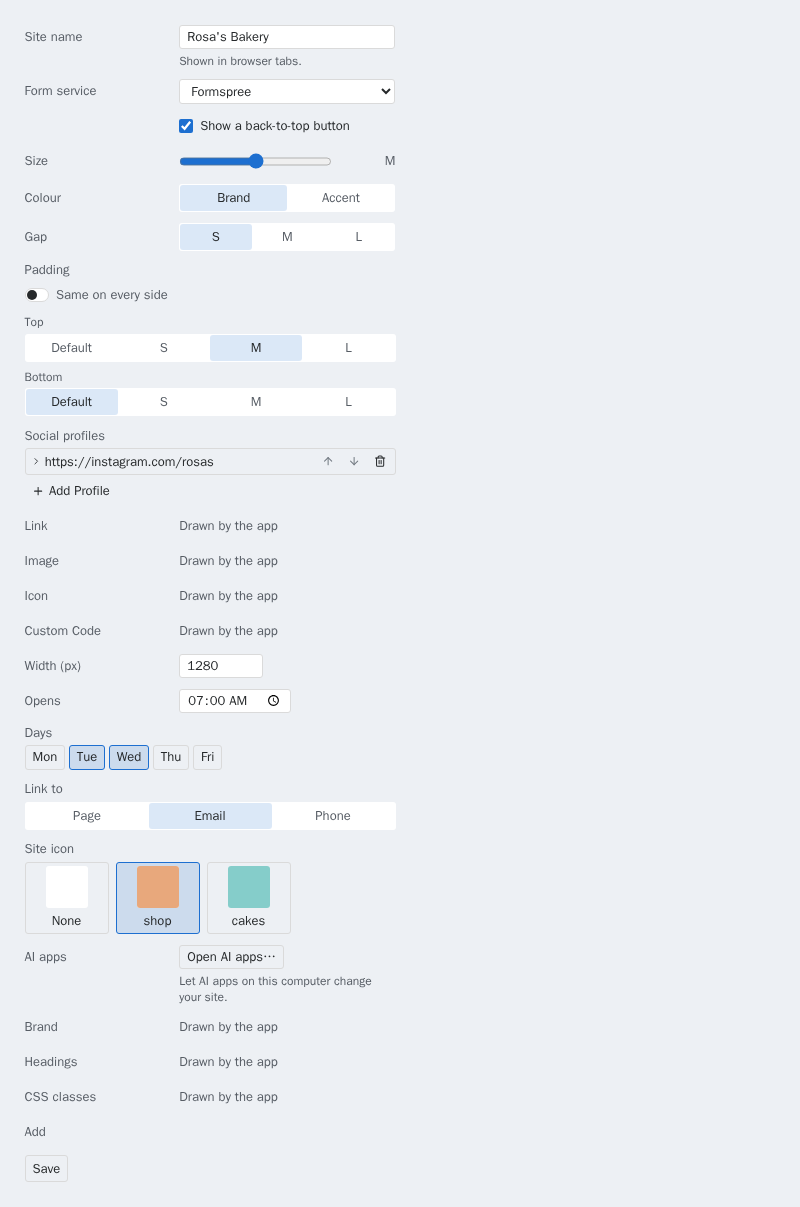 Site name Rosa's Bakery
Shown in browser tabs.
Form service Formspree
Show a back-to-top button
Size M
Colour Brand Accent
Gap S M L
Padding
Same on every side
Top
Default S M L
Bottom
Default S M L
Social profiles
https://instagram.com/rosas
Add Profile
Link Drawn by the app
Image Drawn by the app
Icon Drawn by the app
Custom Code Drawn by the app
Width (px) 1280
Opens 07:00 AM
Days
Mon Tue Wed Thu Fri
Link to
Page Email Phone
Site icon
None shop cakes
AI apps Open AI apps···
Let AI apps on this computer change
your site.
Brand Drawn by the app
Headings Drawn by the app
CSS classes Drawn by the app
Add
Save